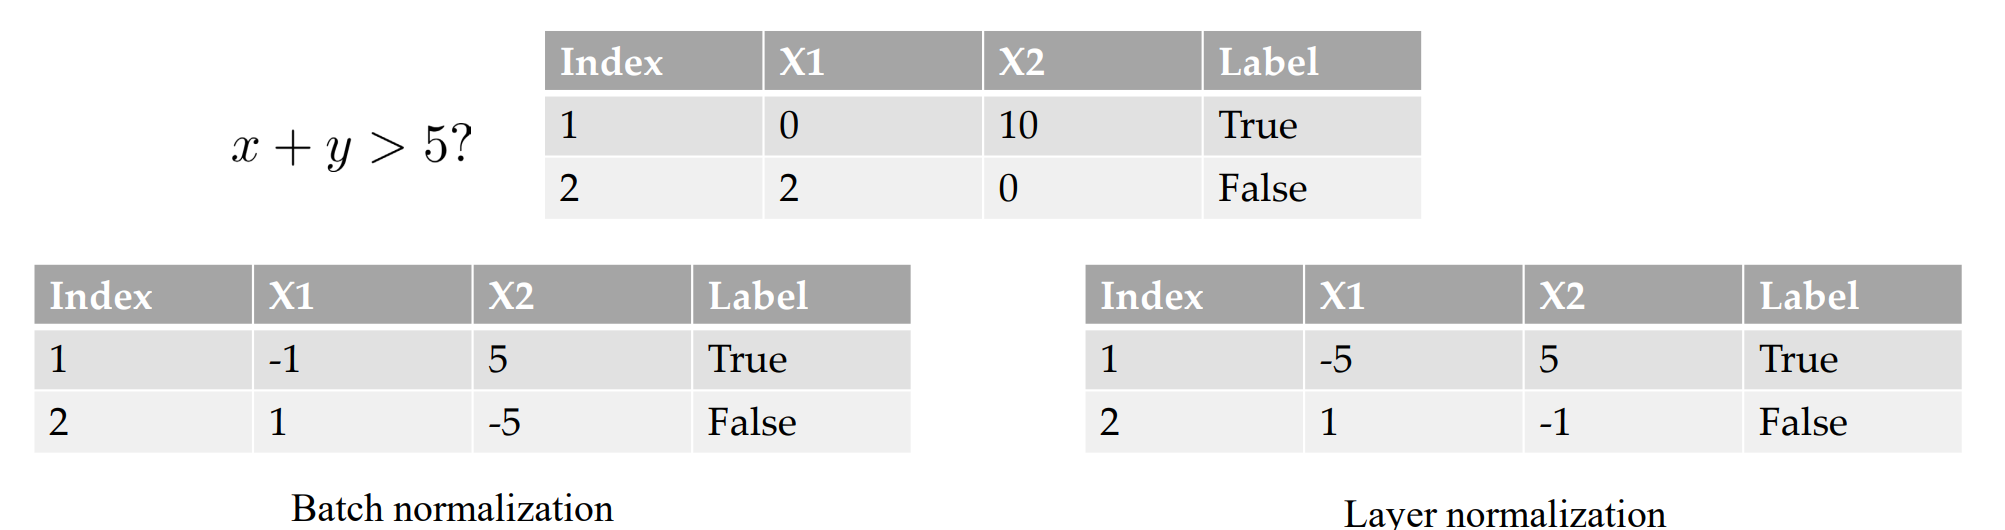 x + y > 5?
Index X1 X2 Label
1 0 10 True
2 2 0 False
Index X1 X2 Label
1 -1 5 True
2 1 -5 False
Batch normalization
Index X1 X2 Label
1 -5 5 True
2 1 -1 False
Layer normalization